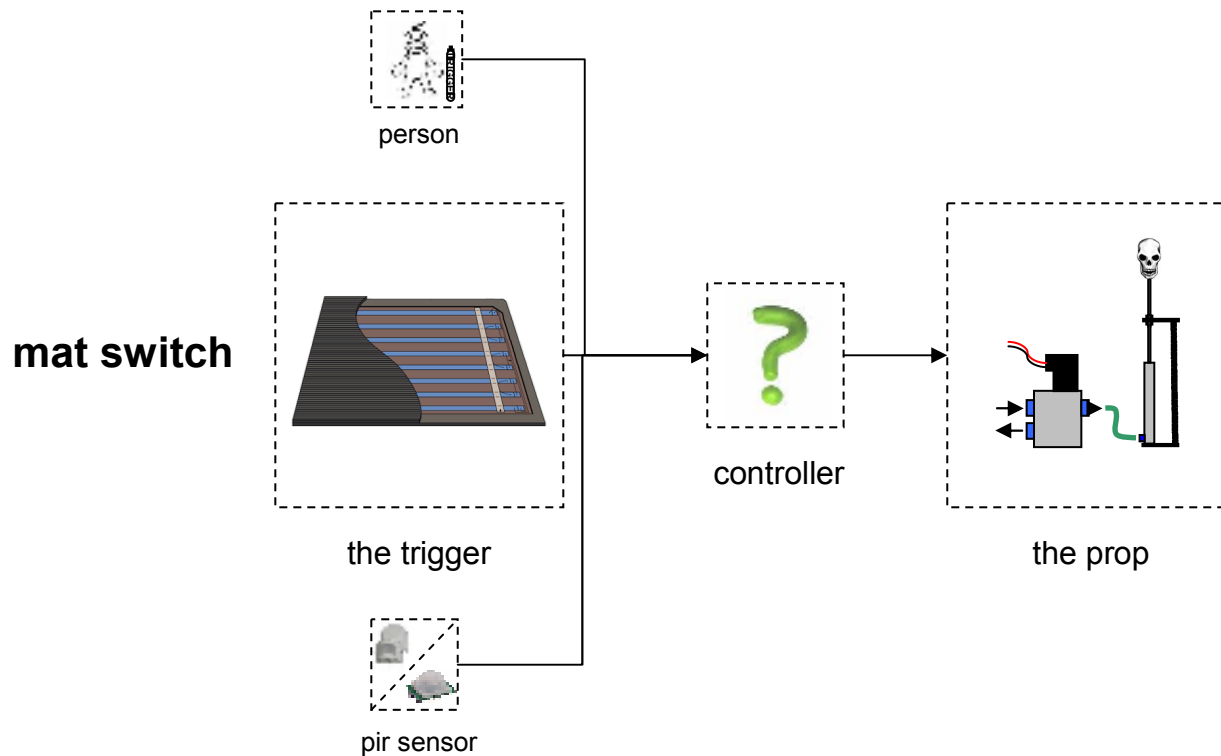 person
mat switch
the trigger
controller
the prop
pir sensor